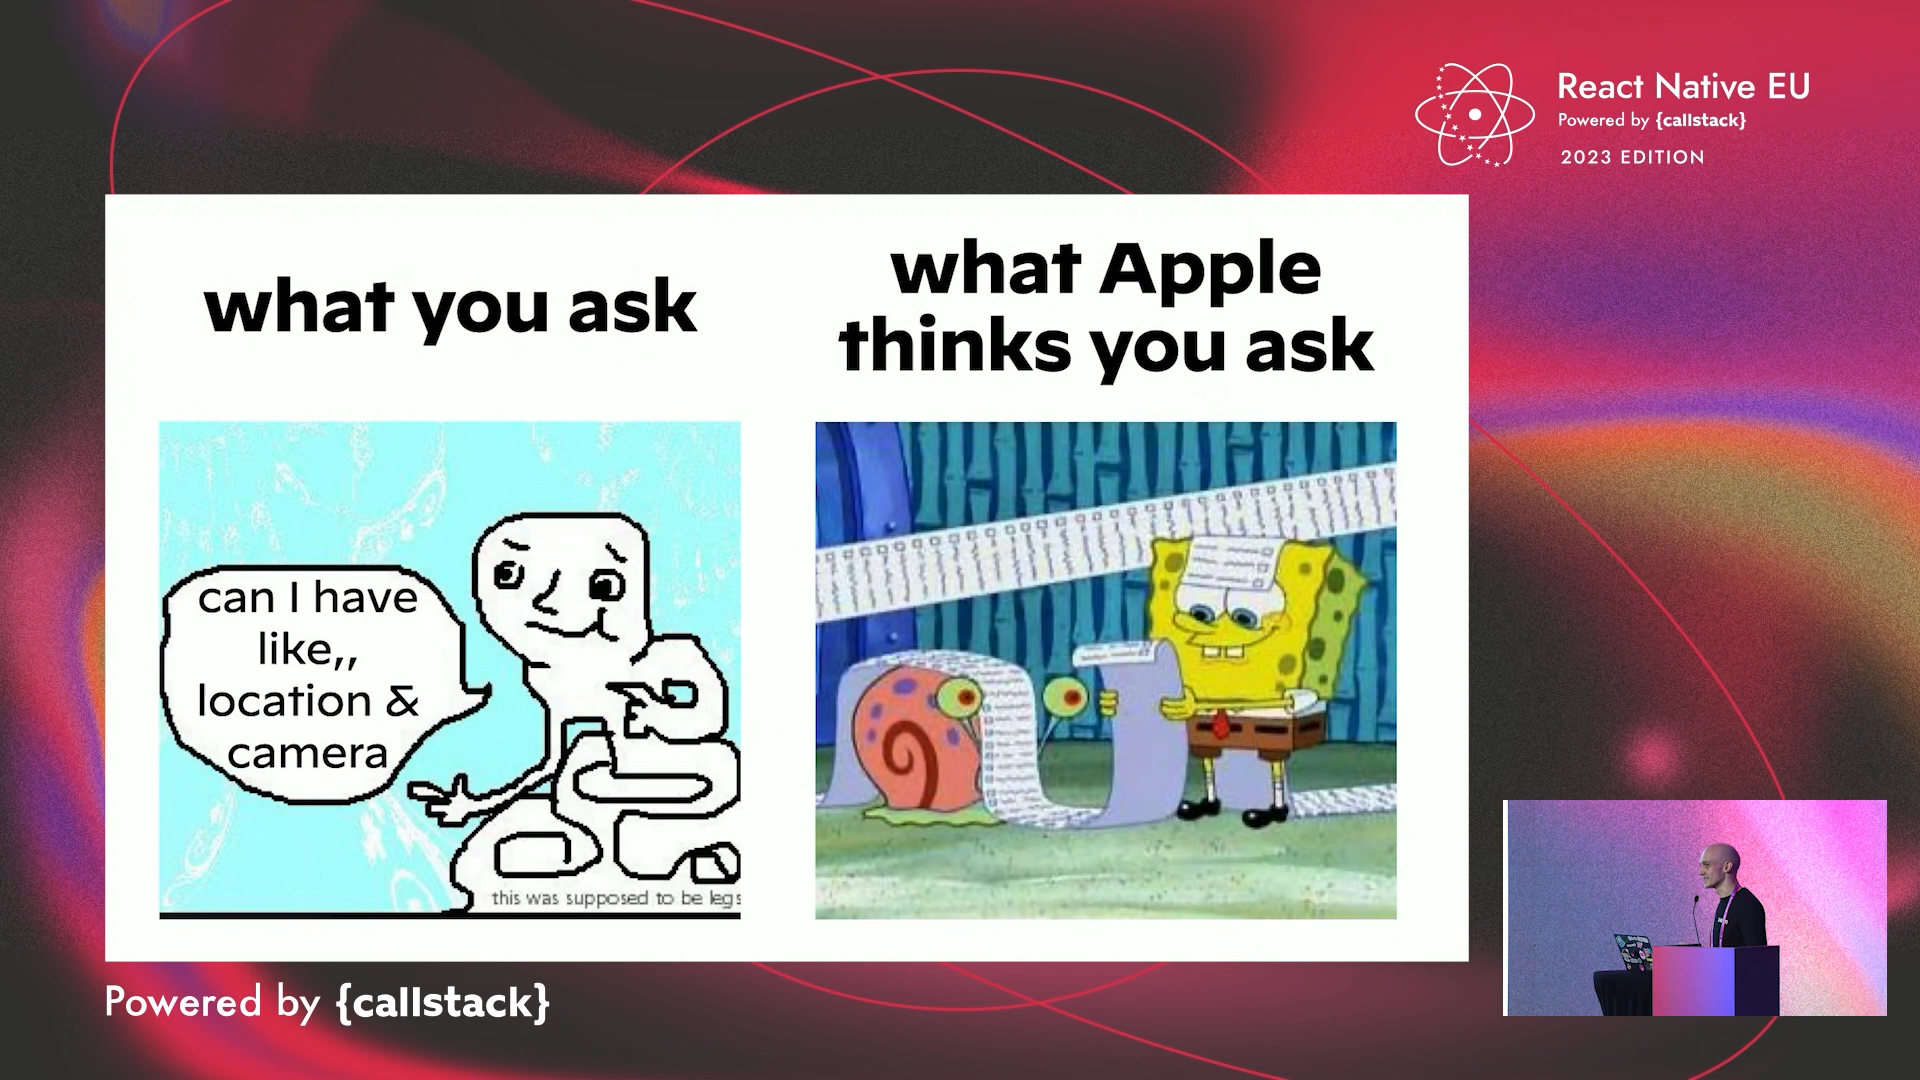 React Native EU
Powered by {callstack}
2023 EDITION
what you ask
what Apple
thinks you ask
can I have
like,,
location &
camera
this was supposed to be legs
Powered by {callstack}